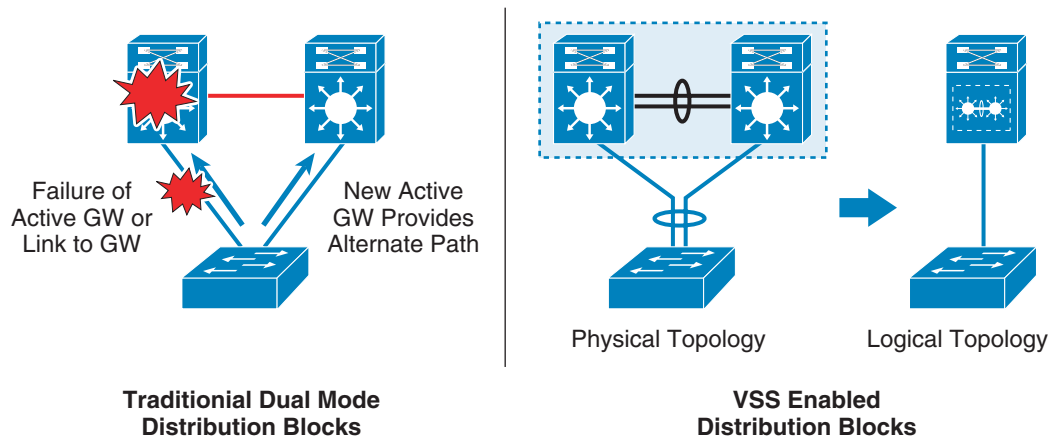 Failure of
Active GW or
Link to GW
New Active
GW Provides
Alternate Path
Physical Topology
Logical Topology
Traditionial Dual Mode
Distribution Blocks
VSS Enabled
Distribution Blocks